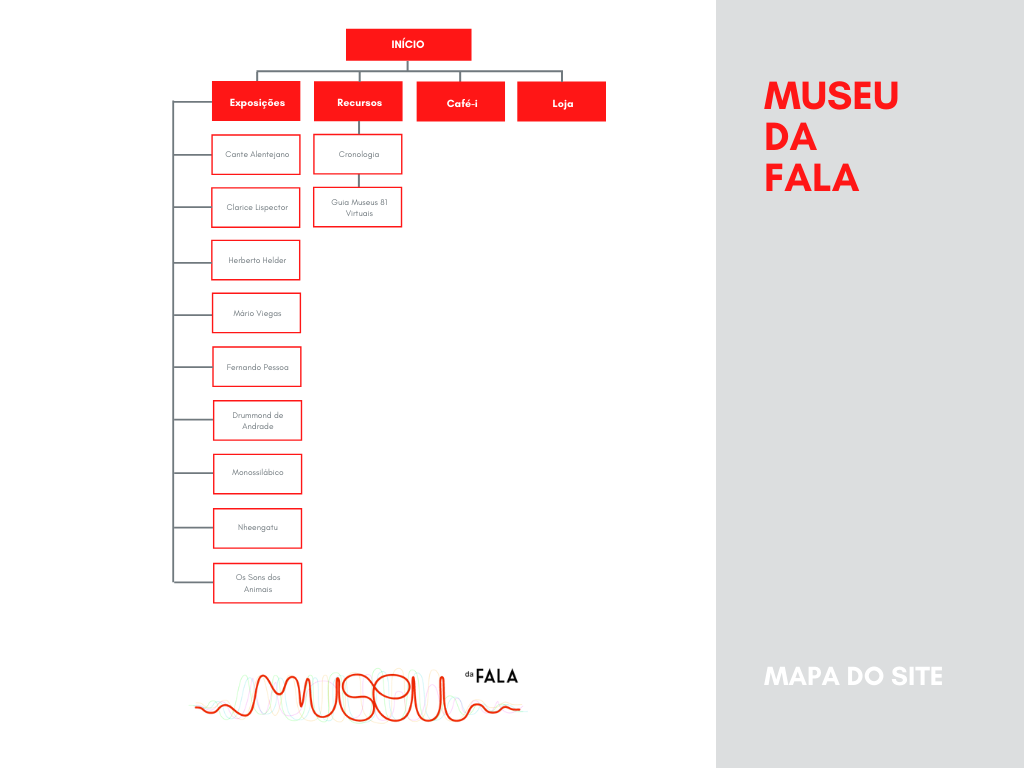 INÍCIO
Exposições
Recursos
Café-i
Loja
Cante Alentejano
Clarice Lispector
Herberto Helder
Mário Viegas
Fernando Pessoa
Drummond de
Andrade
Monossilábico
Nheengatu
Os Sons dos
Animais
Cronologia
Guia Museus 81
Virtuais
MUSEU
DA
FALA
museu da FALA
MAPA DO SITE